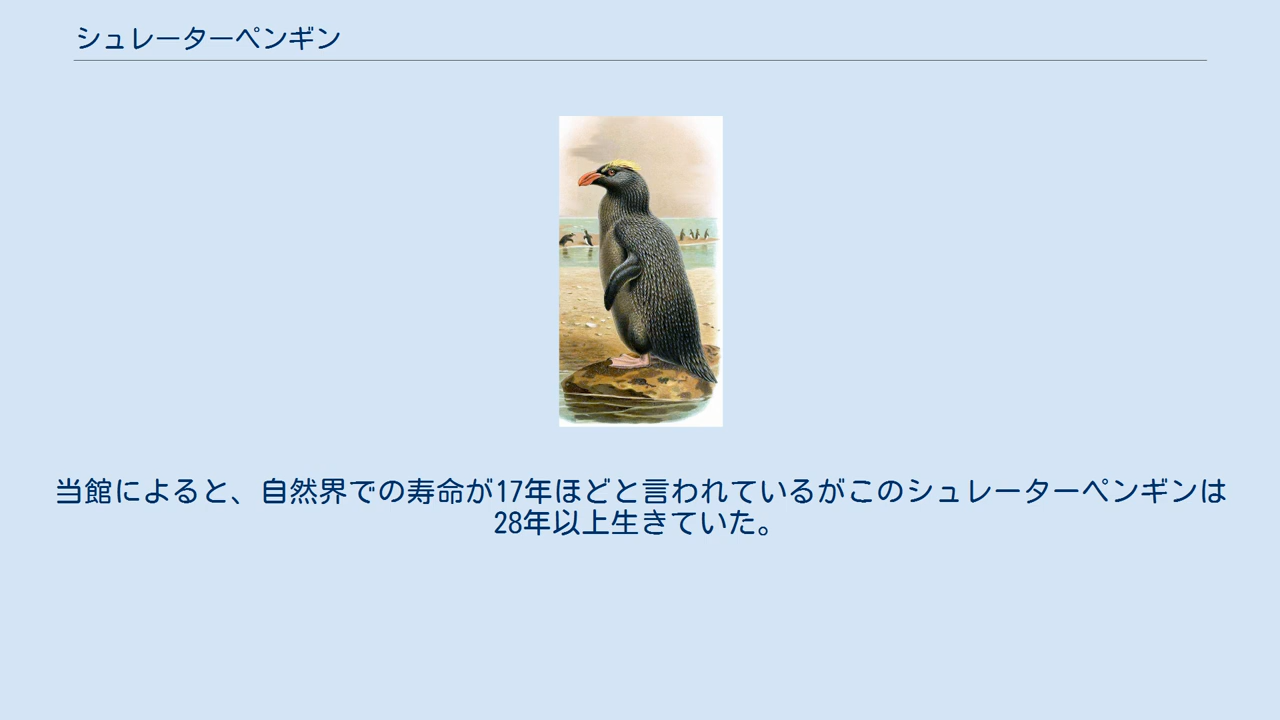 シュレーターペンギン
当館によると、自然界での寿命が17年ほどと言われているがこのシュレーターペンギンは
28年以上生きていた。